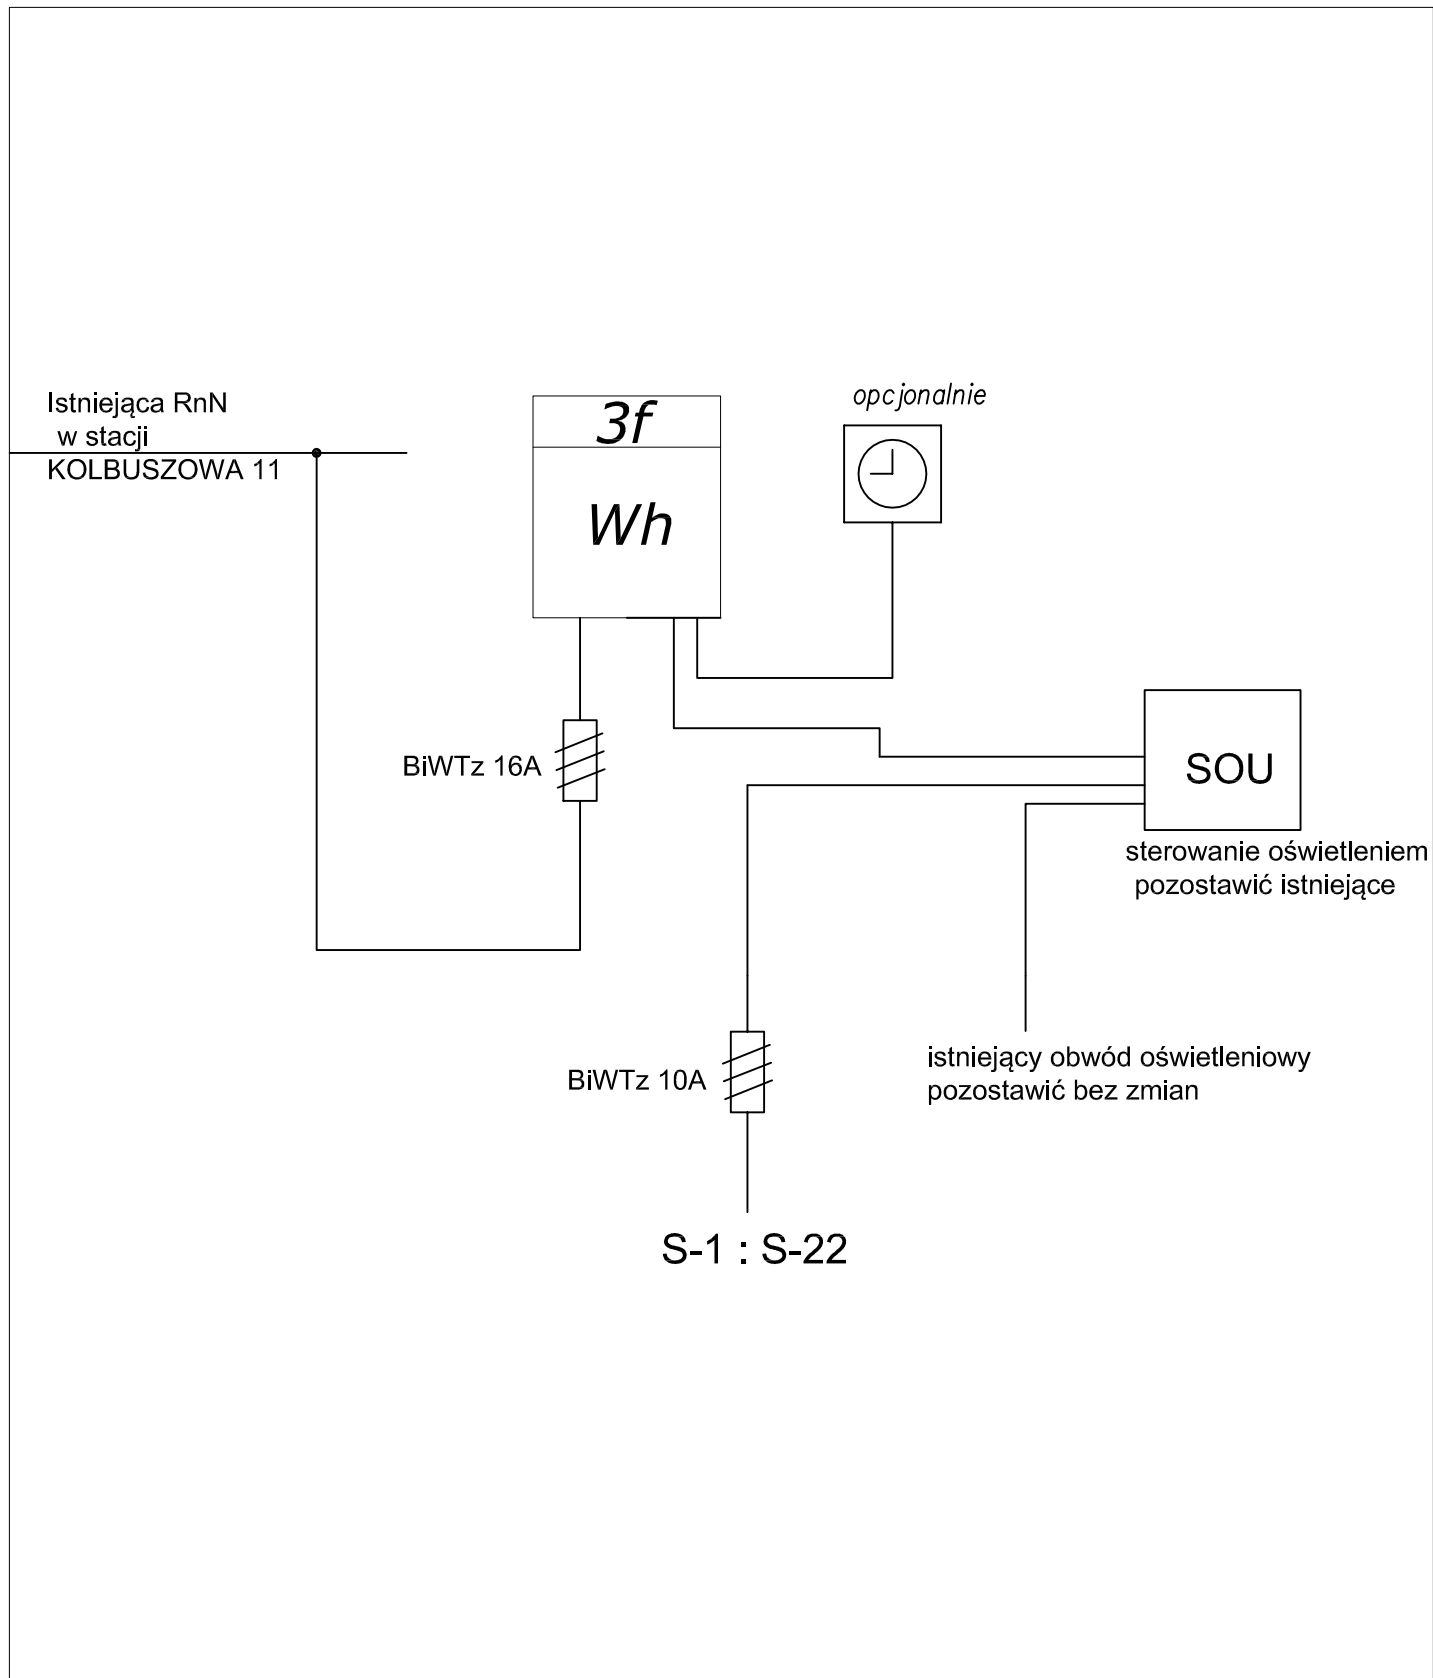 Istniejąca RnN
w stacji
KOLBUSZOWA 11
3f
Wh
opcjonalnie
BiWTz 16A
SOU
sterowanie oświetleniem
pozostawić istniejące
BiWTz 10A
istniejący obwód oświetleniowy
pozostawić bez zmian
S-1 : S-22